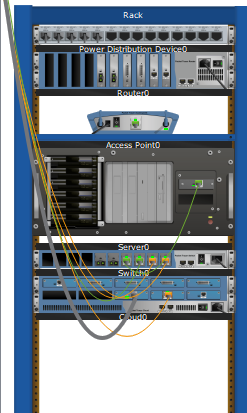 Rack
Power Distribution Device0
Router0
Access Point0
Server0
Switch0
Cloud0